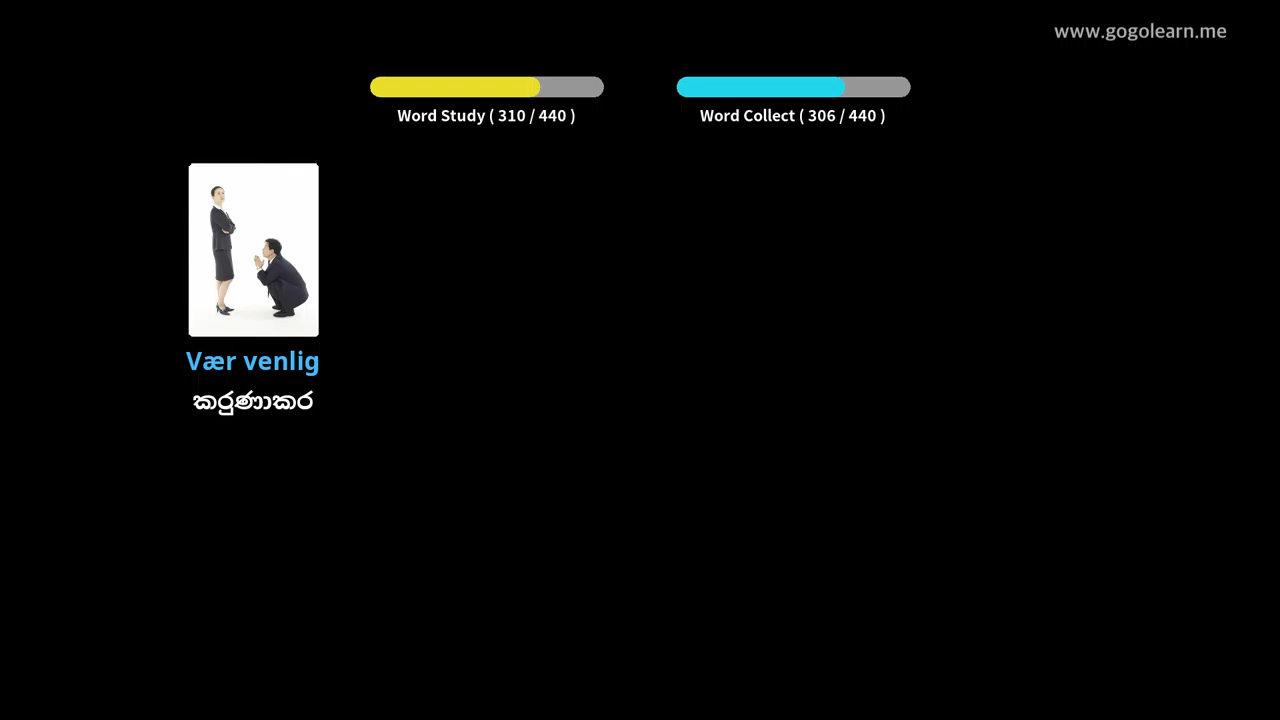 www.gogolearn.me
Word Study ( 310 / 440 )
Word Collect ( 306 / 440 )
Vær venlig
කරුණාකර